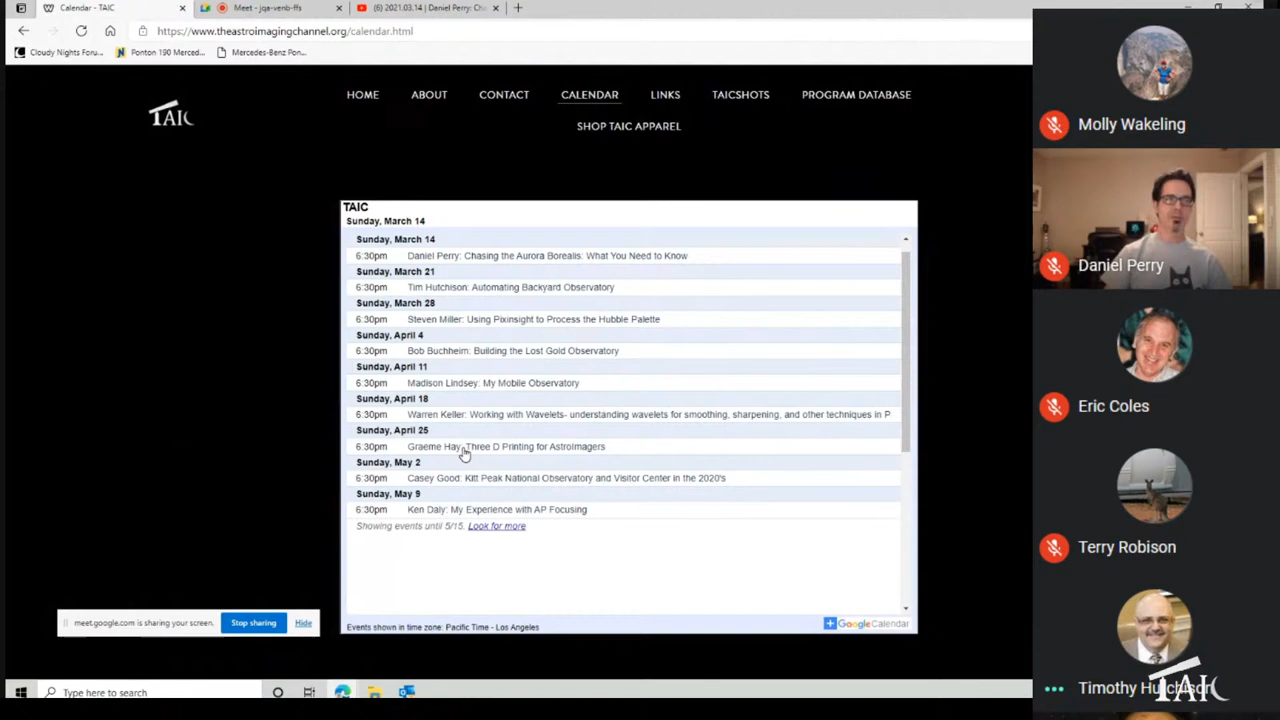 Calendar - TAIC
Meet - jqa-venb-ffs
(6) 2021.03.14 | Daniel Perry: Ch
https://www.theastroimagingchannel.org/calendar.html
Cloudy Nights Foru...
Ponton 190 Merced...
Mercedes-Benz Pon...
TAIC
HOME
ABOUT
CONTACT
CALENDAR
LINKS
TAICSHOTS
PROGRAM DATABASE
SHOP TAIC APPAREL
TAIC
Sunday, March 14
Sunday, March 14
6:30pm Daniel Perry: Chasing the Aurora Borealis: What You Need to Know
Sunday, March 21
6:30pm Tim Hutchison: Automating Backyard Observatory
Sunday, March 28
6:30pm Steven Miller: Using Pixinsight to Process the Hubble Palette
Sunday, April 4
6:30pm Bob Buchheim: Building the Lost Gold Observatory
Sunday, April 11
6:30pm Madison Lindsey: My Mobile Observatory
Sunday, April 18
6:30pm Warren Keller: Working with Wavelets- understanding wavelets for smoothing, sharpening, and other techniques in P
Sunday, April 25
6:30pm Graeme Hay: Three D Printing for AstroImagers
Sunday, May 2
6:30pm Casey Good: Kitt Peak National Observatory and Visitor Center in the 2020's
Sunday, May 9
6:30pm Ken Daly: My Experience with AP Focusing
Showing events until 5/15. Look for more
Events shown in time zone: Pacific Time - Los Angeles
Google Calendar
meet.google.com is sharing your screen.
Stop sharing
Hide
Type here to search
Molly Wakeling
Daniel Perry
Eric Coles
Terry Robison
Timothy Hutchison
TAIC